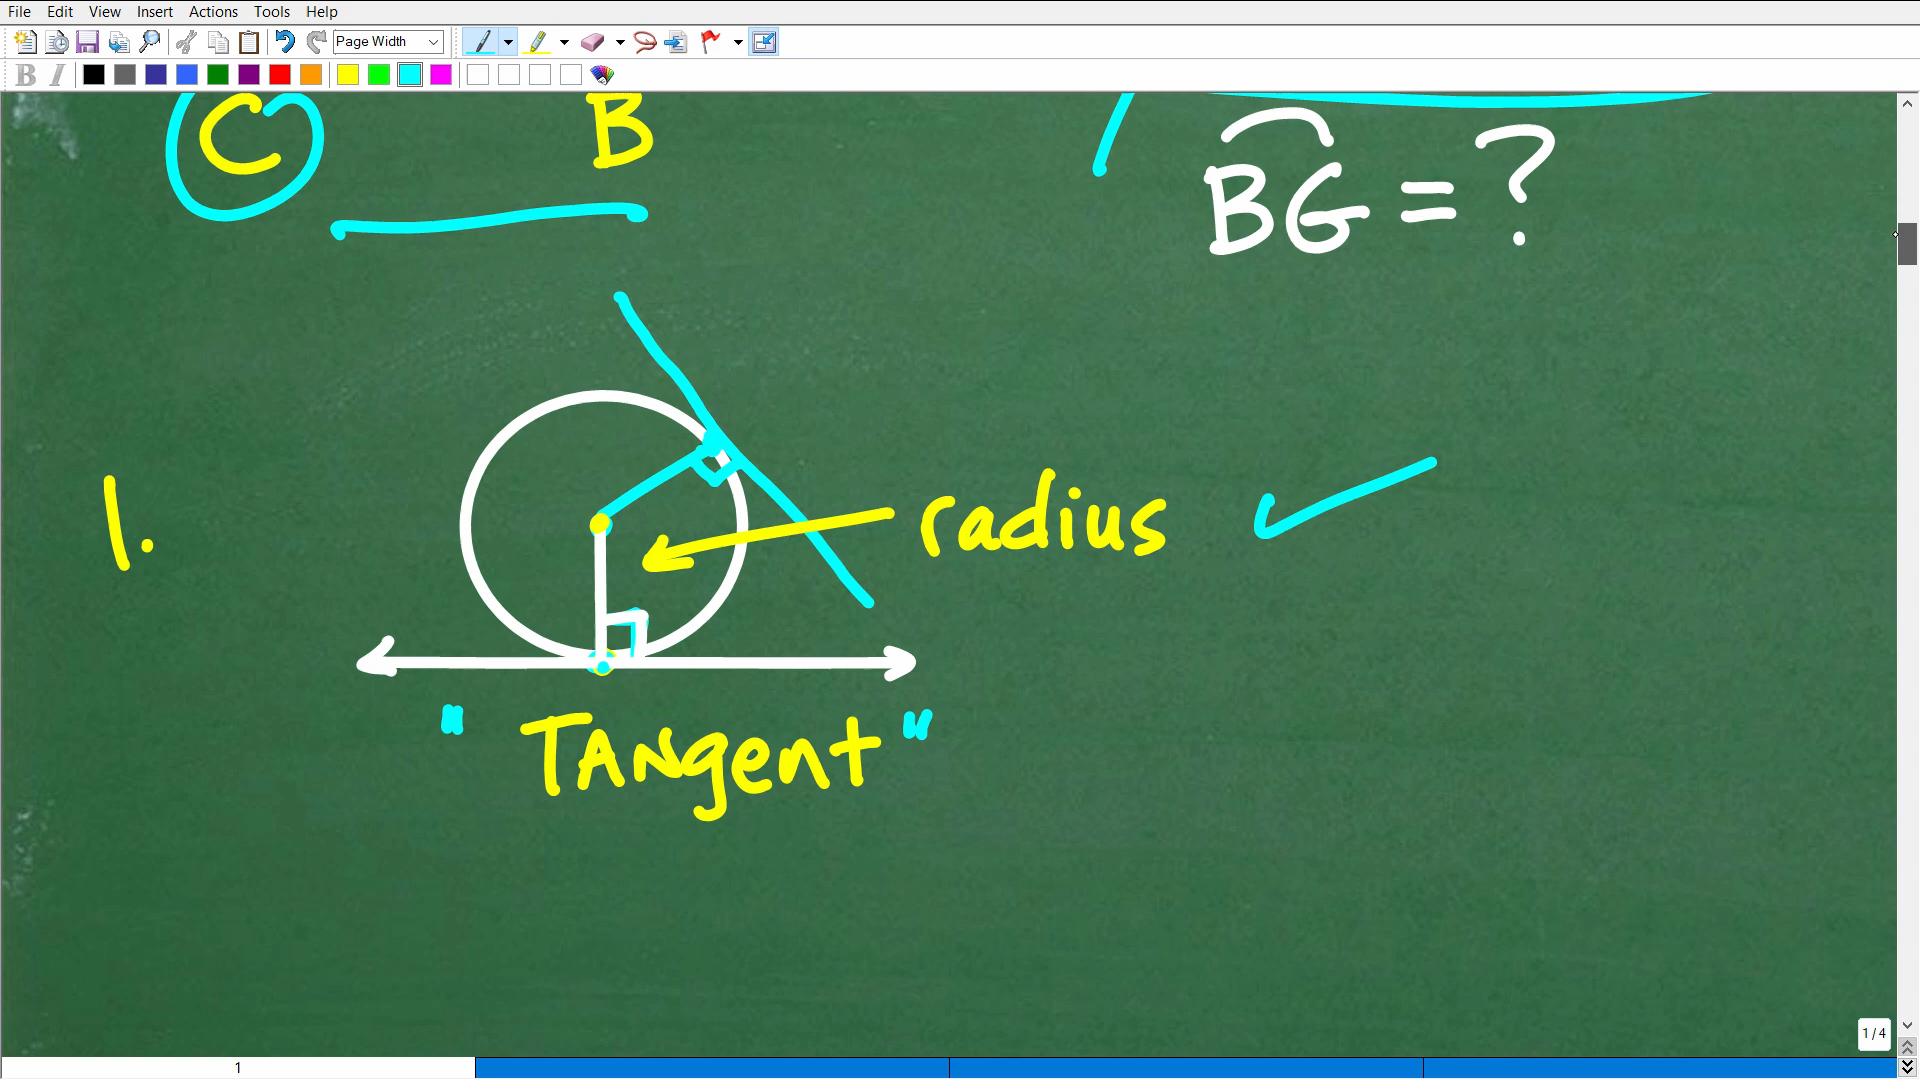 File Edit View Insert Actions Tools Help
Page Width
B I
C B
BG = ?
1. radius
" TANgent "
1 / 4
1